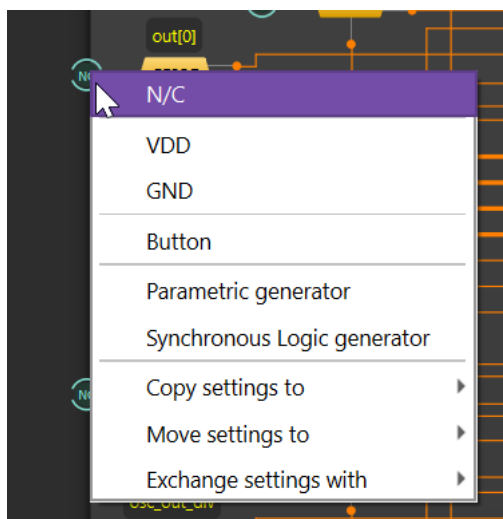 out[0]
N/C
VDD
GND
Button
Parametric generator
Synchronous Logic generator
Copy settings to
Move settings to
Exchange settings with
osc_out_div